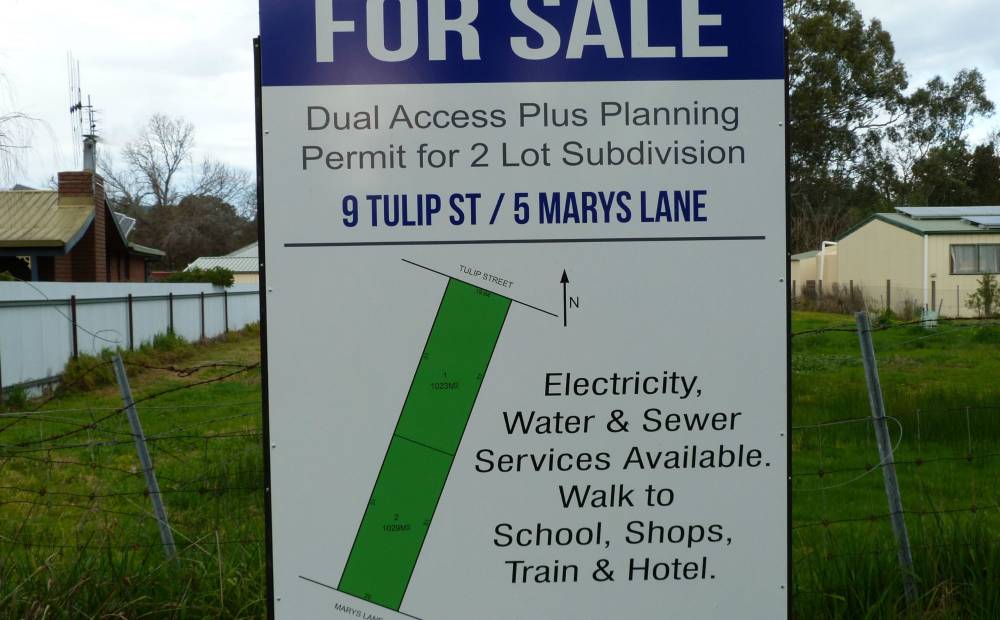 FOR SALE
Dual Access Plus Planning
Permit for 2 Lot Subdivision
9 TULIP ST / 5 MARYS LANE
TULIP STREET
N
1
1023M2
Electricity,
Water & Sewer
Services Available.
Walk to
School, Shops,
Train & Hotel.
2
1029M2
MARYS LANE